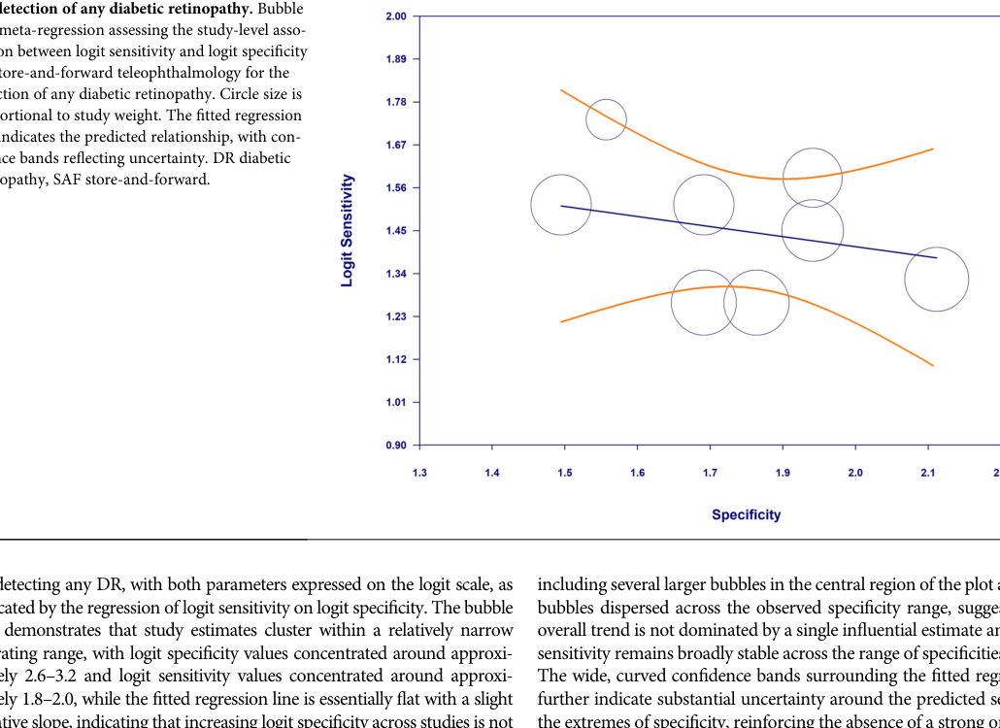 detection of any diabetic retinopathy. Bubble
meta-regression assessing the study-level asso-
on between logit sensitivity and logit specificity
tore-and-forward teleophthalmology for the
ction of any diabetic retinopathy. Circle size is
ortional to study weight. The fitted regression
indicates the predicted relationship, with con-
nce bands reflecting uncertainty. DR diabetic
opathy, SAF store-and-forward.
2.00
1.89
1.78
1.67
1.56
1.45
1.34
1.23
1.12
1.01
0.90
Logit Sensitivity
1.3 1.4 1.5 1.6 1.7 1.9 2.0 2.1 2
Specificity
detecting any DR, with both parameters expressed on the logit scale, as
cated by the regression of logit sensitivity on logit specificity. The bubble
demonstrates that study estimates cluster within a relatively narrow
rating range, with logit specificity values concentrated around approxi-
ely 2.6–3.2 and logit sensitivity values concentrated around approxi-
ely 1.8–2.0, while the fitted regression line is essentially flat with a slight
ative slope, indicating that increasing logit specificity across studies is not
including several larger bubbles in the central region of the plot a
bubbles dispersed across the observed specificity range, sugges
overall trend is not dominated by a single influential estimate an
sensitivity remains broadly stable across the range of specificities
The wide, curved confidence bands surrounding the fitted regr
further indicate substantial uncertainty around the predicted se
the extremes of specificity, reinforcing the absence of a strong or